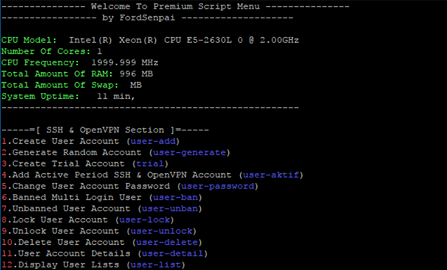 --------------- Welcome To Premium Script Menu ---------------
----------------- by FordSenpai --------------------
CPU Model:  Intel(R) Xeon(R) CPU E5-2630L 0 @ 2.00GHz
Number Of Cores: 1
CPU Frequency:  1999.999 MHz
Total Amount Of RAM: 996 MB
Total Amount Of Swap:  MB
System Uptime:   11 min,
-----------------------------------------------------
-----=[ SSH & OpenVPN Section ]=-----
1.Create User Account (user-add)
2.Generate Random Account (user-generate)
3.Create Trial Account (trial)
4.Add Active Period SSH & OpenVPN Account (user-aktif)
5.Change User Account Password (user-password)
6.Banned Multi Login User (user-ban)
7.Unbanned User Account (user-unban)
8.Lock User Account (user-lock)
9.Unlock User Account (user-unlock)
10.Delete User Account (user-delete)
11.User Account Details (user-detail)
12.Display User Lists (user-list)